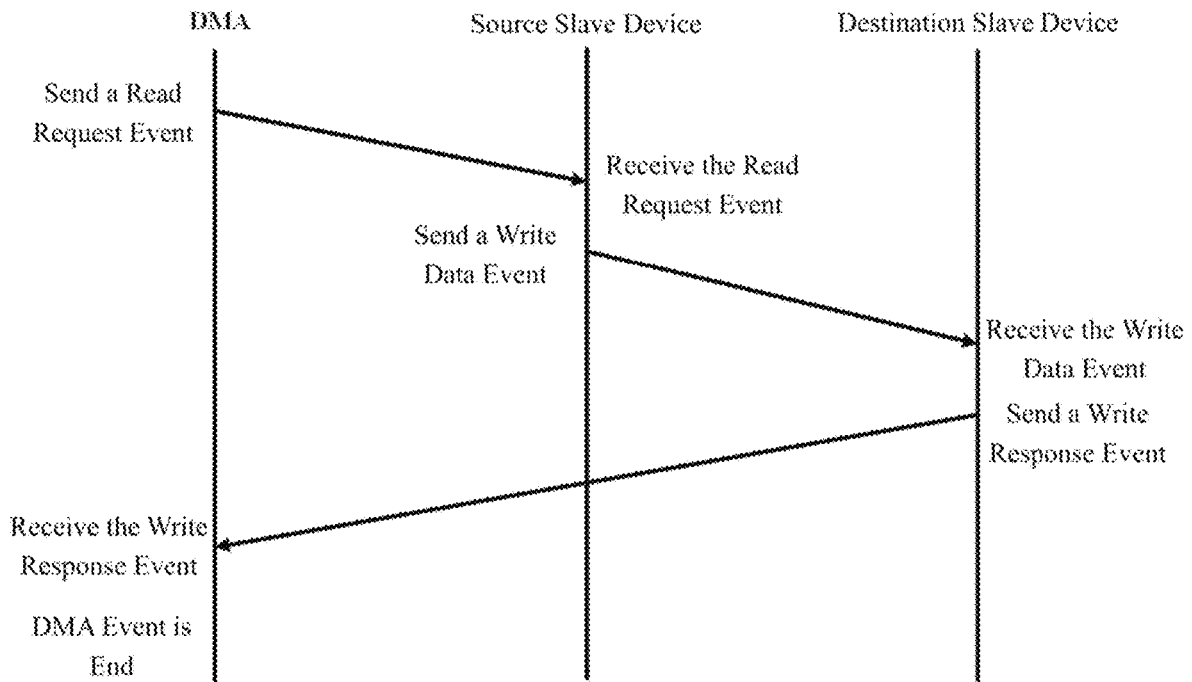 DMA
Source Slave Device
Destination Slave Device
Send a Read
Request Event
Receive the Read
Request Event
Send a Write
Data Event
Receive the Write
Data Event
Send a Write
Response Event
Receive the Write
Response Event
DMA Event is
End